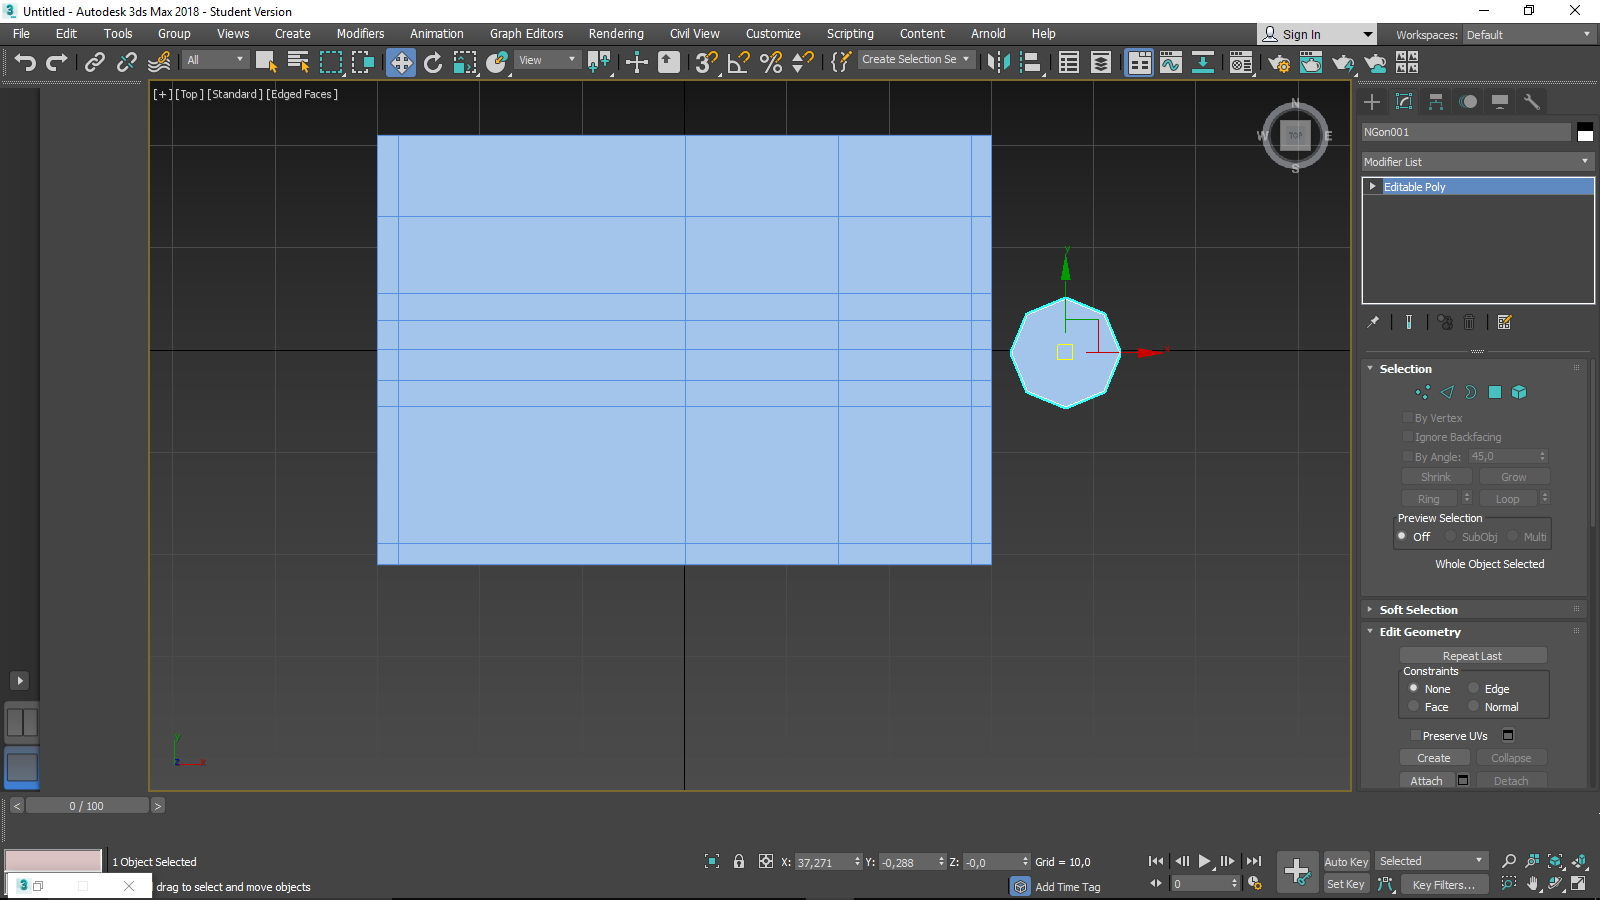 Untitled - Autodesk 3ds Max 2018 - Student Version
File Edit Tools Group Views Create Modifiers Animation Graph Editors Rendering Civil View Customize Scripting Content Arnold Help
Sign In
Workspaces: Default
All
View
Create Selection Se
[+] [Top] [Standard] [Edged Faces]
N
W TOP E
S
NGon001
Modifier List
Editable Poly
y
x
Selection
By Vertex
Ignore Backfacing
By Angle: 45,0
Shrink Grow
Ring Loop
Preview Selection
Off SubObj Multi
Whole Object Selected
Soft Selection
Edit Geometry
Repeat Last
Constraints
None Edge
Face Normal
Preserve UVs
Create Collapse
Attach Detach
y
z x
< 0 / 100 >
1 Object Selected
X: 37,271 Y: -0,288 Z: -0,0 Grid = 10,0
Auto Key Selected
drag to select and move objects
Add Time Tag
0
Set Key Key Filters...